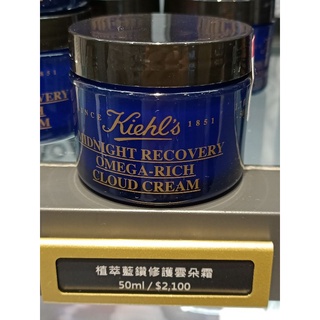 SINCE Kiehl's 1851
MIDNIGHT RECOVERY
OMEGA-RICH
CLOUD CREAM
植萃藍鑽修護雲朵霜
50ml / $2,100